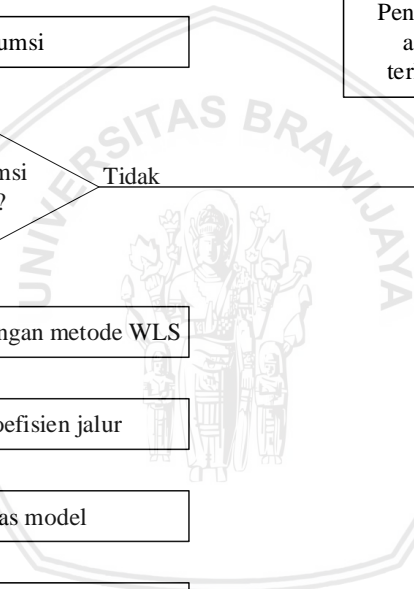 Pen
a
ter
umsi
UNIVERSITAS BRAWIJAYA
msi
?
Tidak
ngan metode WLS
oefisien jalur
as model